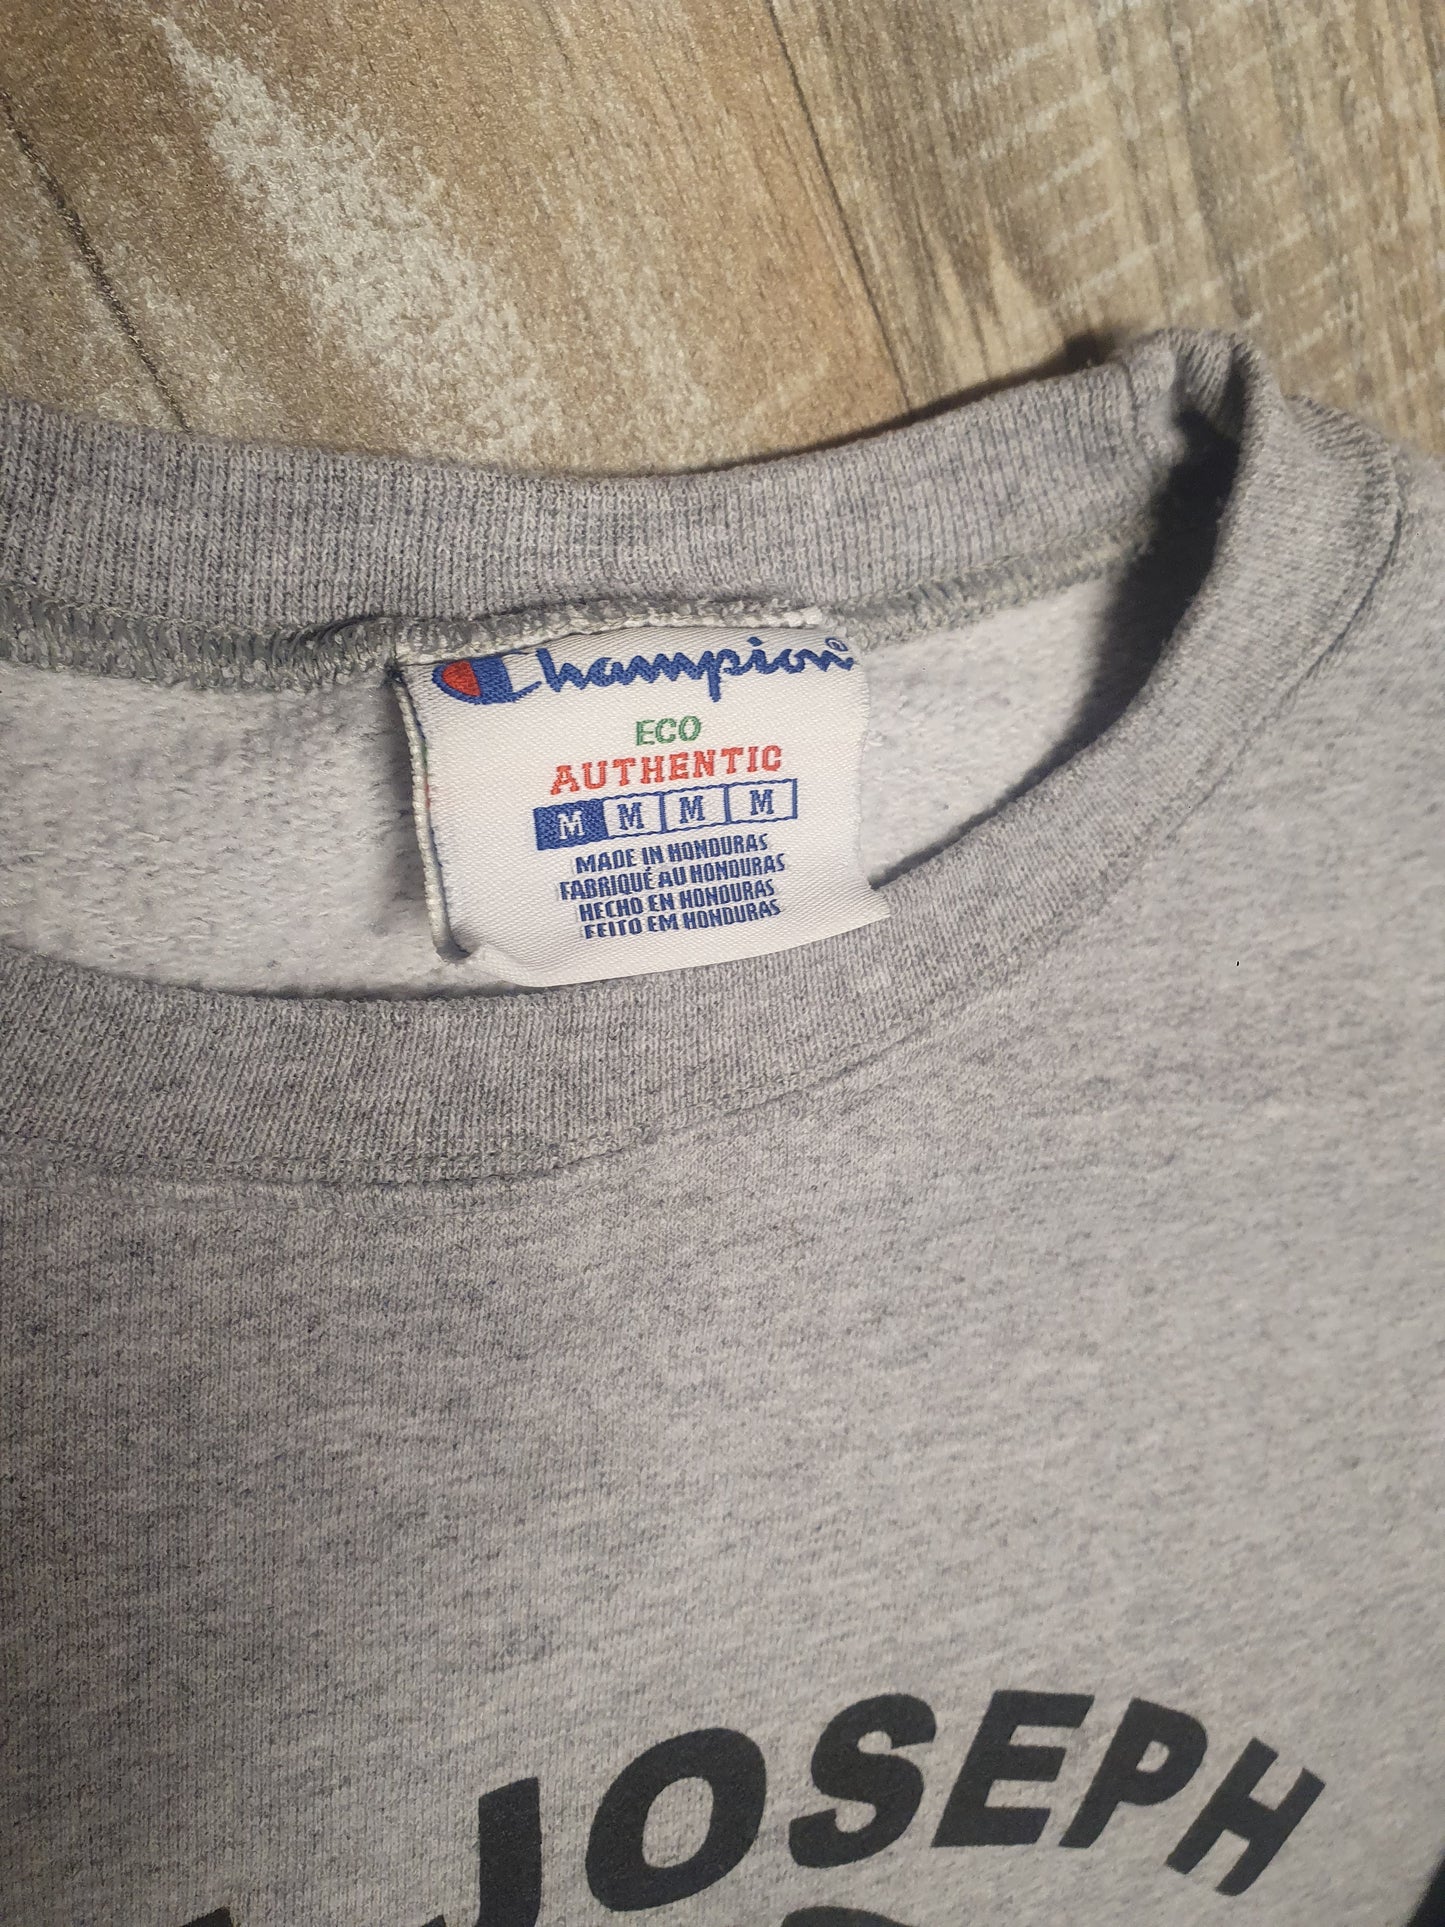 Champion®
ECO
AUTHENTIC
M M M M
MADE IN HONDURAS
FABRIQUÉ AU HONDURAS
HECHO EN HONDURAS
FEITO EM HONDURAS
JOSEPH